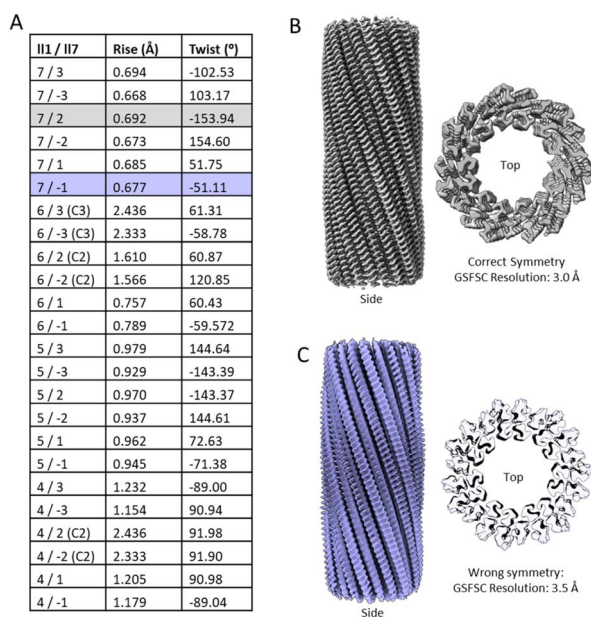 A
ll1 / ll7 Rise (Å) Twist (º)
7 / 3 0.694 -102.53
7 / -3 0.668 103.17
7 / 2 0.692 -153.94
7 / -2 0.673 154.60
7 / 1 0.685 51.75
7 / -1 0.677 -51.11
6 / 3 (C3) 2.436 61.31
6 / -3 (C3) 2.333 -58.78
6 / 2 (C2) 1.610 60.87
6 / -2 (C2) 1.566 120.85
6 / 1 0.757 60.43
6 / -1 0.789 -59.572
5 / 3 0.979 144.64
5 / -3 0.929 -143.39
5 / 2 0.970 -143.37
5 / -2 0.937 144.61
5 / 1 0.962 72.63
5 / -1 0.945 -71.38
4 / 3 1.232 -89.00
4 / -3 1.154 90.94
4 / 2 (C2) 2.436 91.98
4 / -2 (C2) 2.333 91.90
4 / 1 1.205 90.98
4 / -1 1.179 -89.04
B
Top
Side
Correct Symmetry
GSFSC Resolution: 3.0 Å
C
Top
Side
Wrong symmetry:
GSFSC Resolution: 3.5 Å